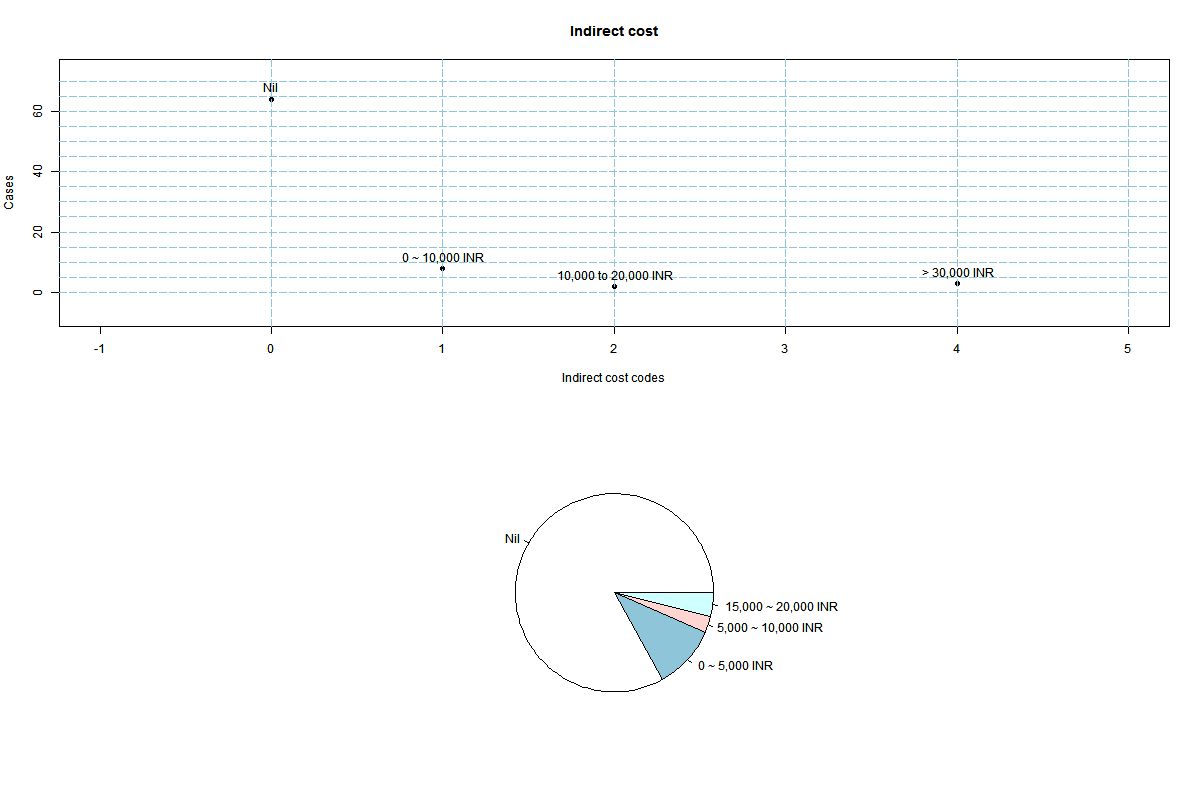 Indirect cost
Cases
60
40
20
0
Nil
0 ~ 10,000 INR
10,000 to 20,000 INR
> 30,000 INR
-1 0 1 2 3 4 5
Indirect cost codes
Nil
15,000 ~ 20,000 INR
5,000 ~ 10,000 INR
0 ~ 5,000 INR